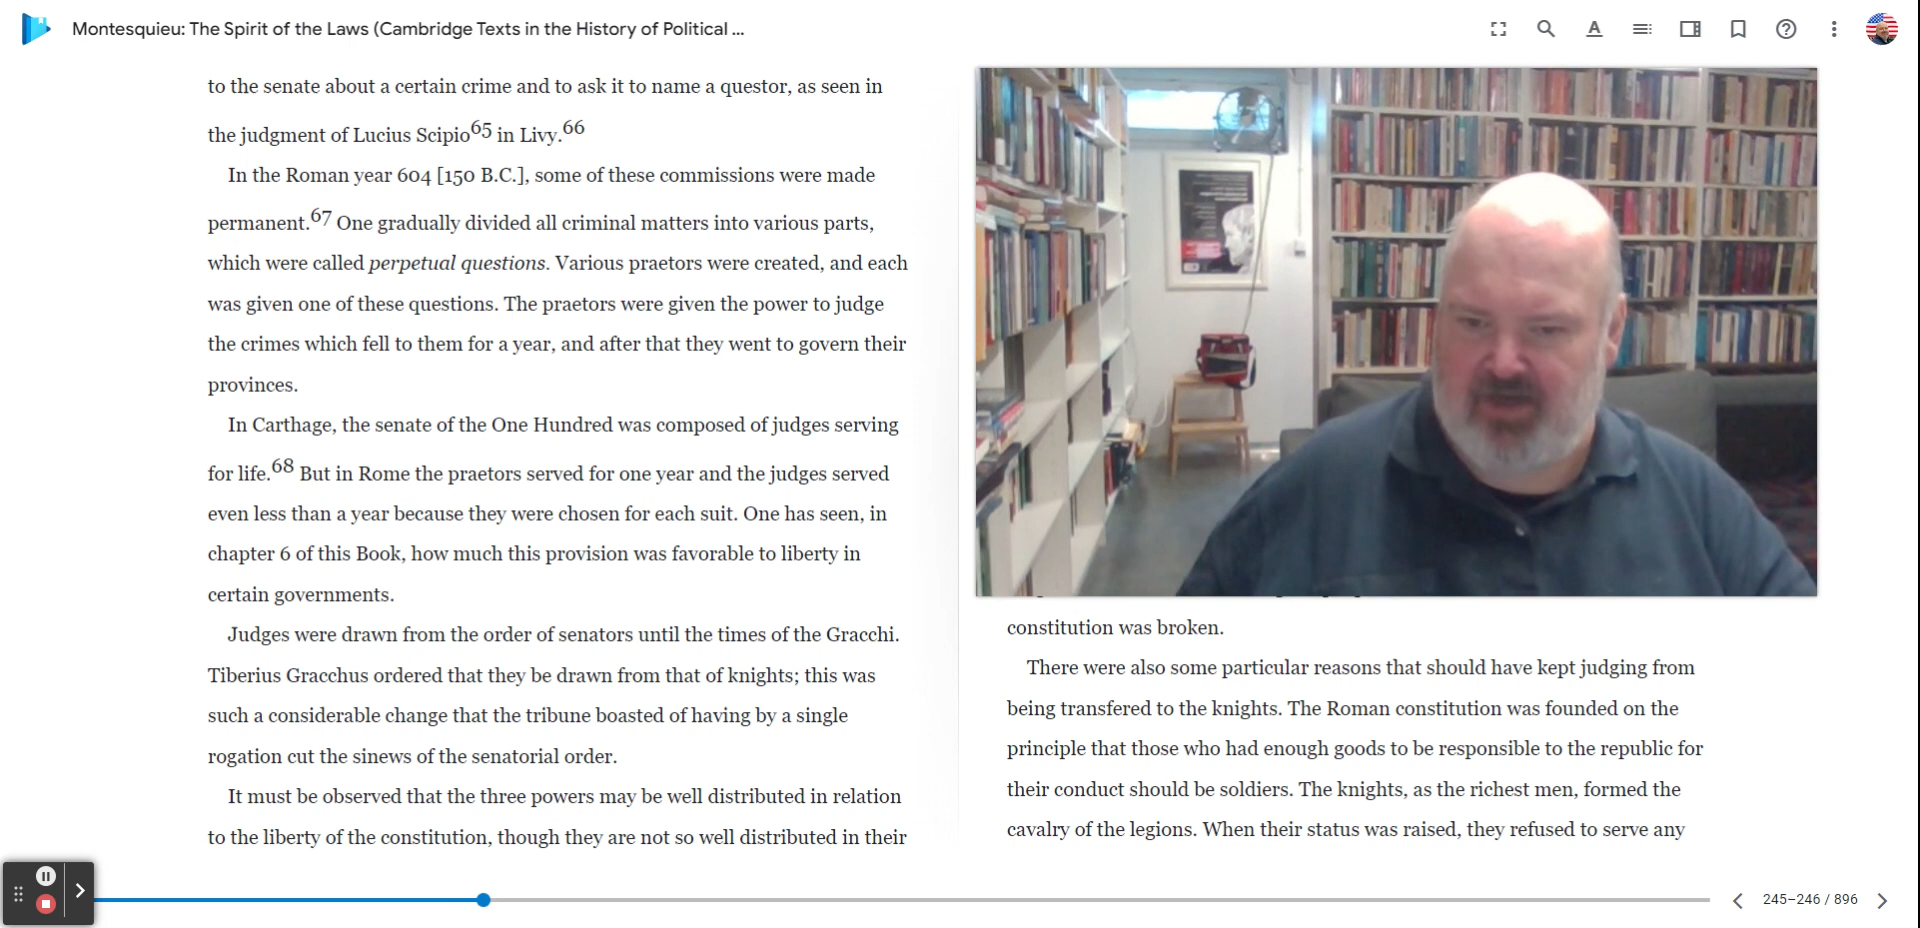 Montesquieu: The Spirit of the Laws (Cambridge Texts in the History of Political ...
to the senate about a certain crime and to ask it to name a questor, as seen in
the judgment of Lucius Scipio65 in Livy.66
In the Roman year 604 [150 B.C.], some of these commissions were made
permanent.67 One gradually divided all criminal matters into various parts,
which were called perpetual questions. Various praetors were created, and each
was given one of these questions. The praetors were given the power to judge
the crimes which fell to them for a year, and after that they went to govern their
provinces.
In Carthage, the senate of the One Hundred was composed of judges serving
for life.68 But in Rome the praetors served for one year and the judges served
even less than a year because they were chosen for each suit. One has seen, in
chapter 6 of this Book, how much this provision was favorable to liberty in
certain governments.
Judges were drawn from the order of senators until the times of the Gracchi.
Tiberius Gracchus ordered that they be drawn from that of knights; this was
such a considerable change that the tribune boasted of having by a single
rogation cut the sinews of the senatorial order.
It must be observed that the three powers may be well distributed in relation
to the liberty of the constitution, though they are not so well distributed in their
constitution was broken.
There were also some particular reasons that should have kept judging from
being transfered to the knights. The Roman constitution was founded on the
principle that those who had enough goods to be responsible to the republic for
their conduct should be soldiers. The knights, as the richest men, formed the
cavalry of the legions. When their status was raised, they refused to serve any
245–246 / 896